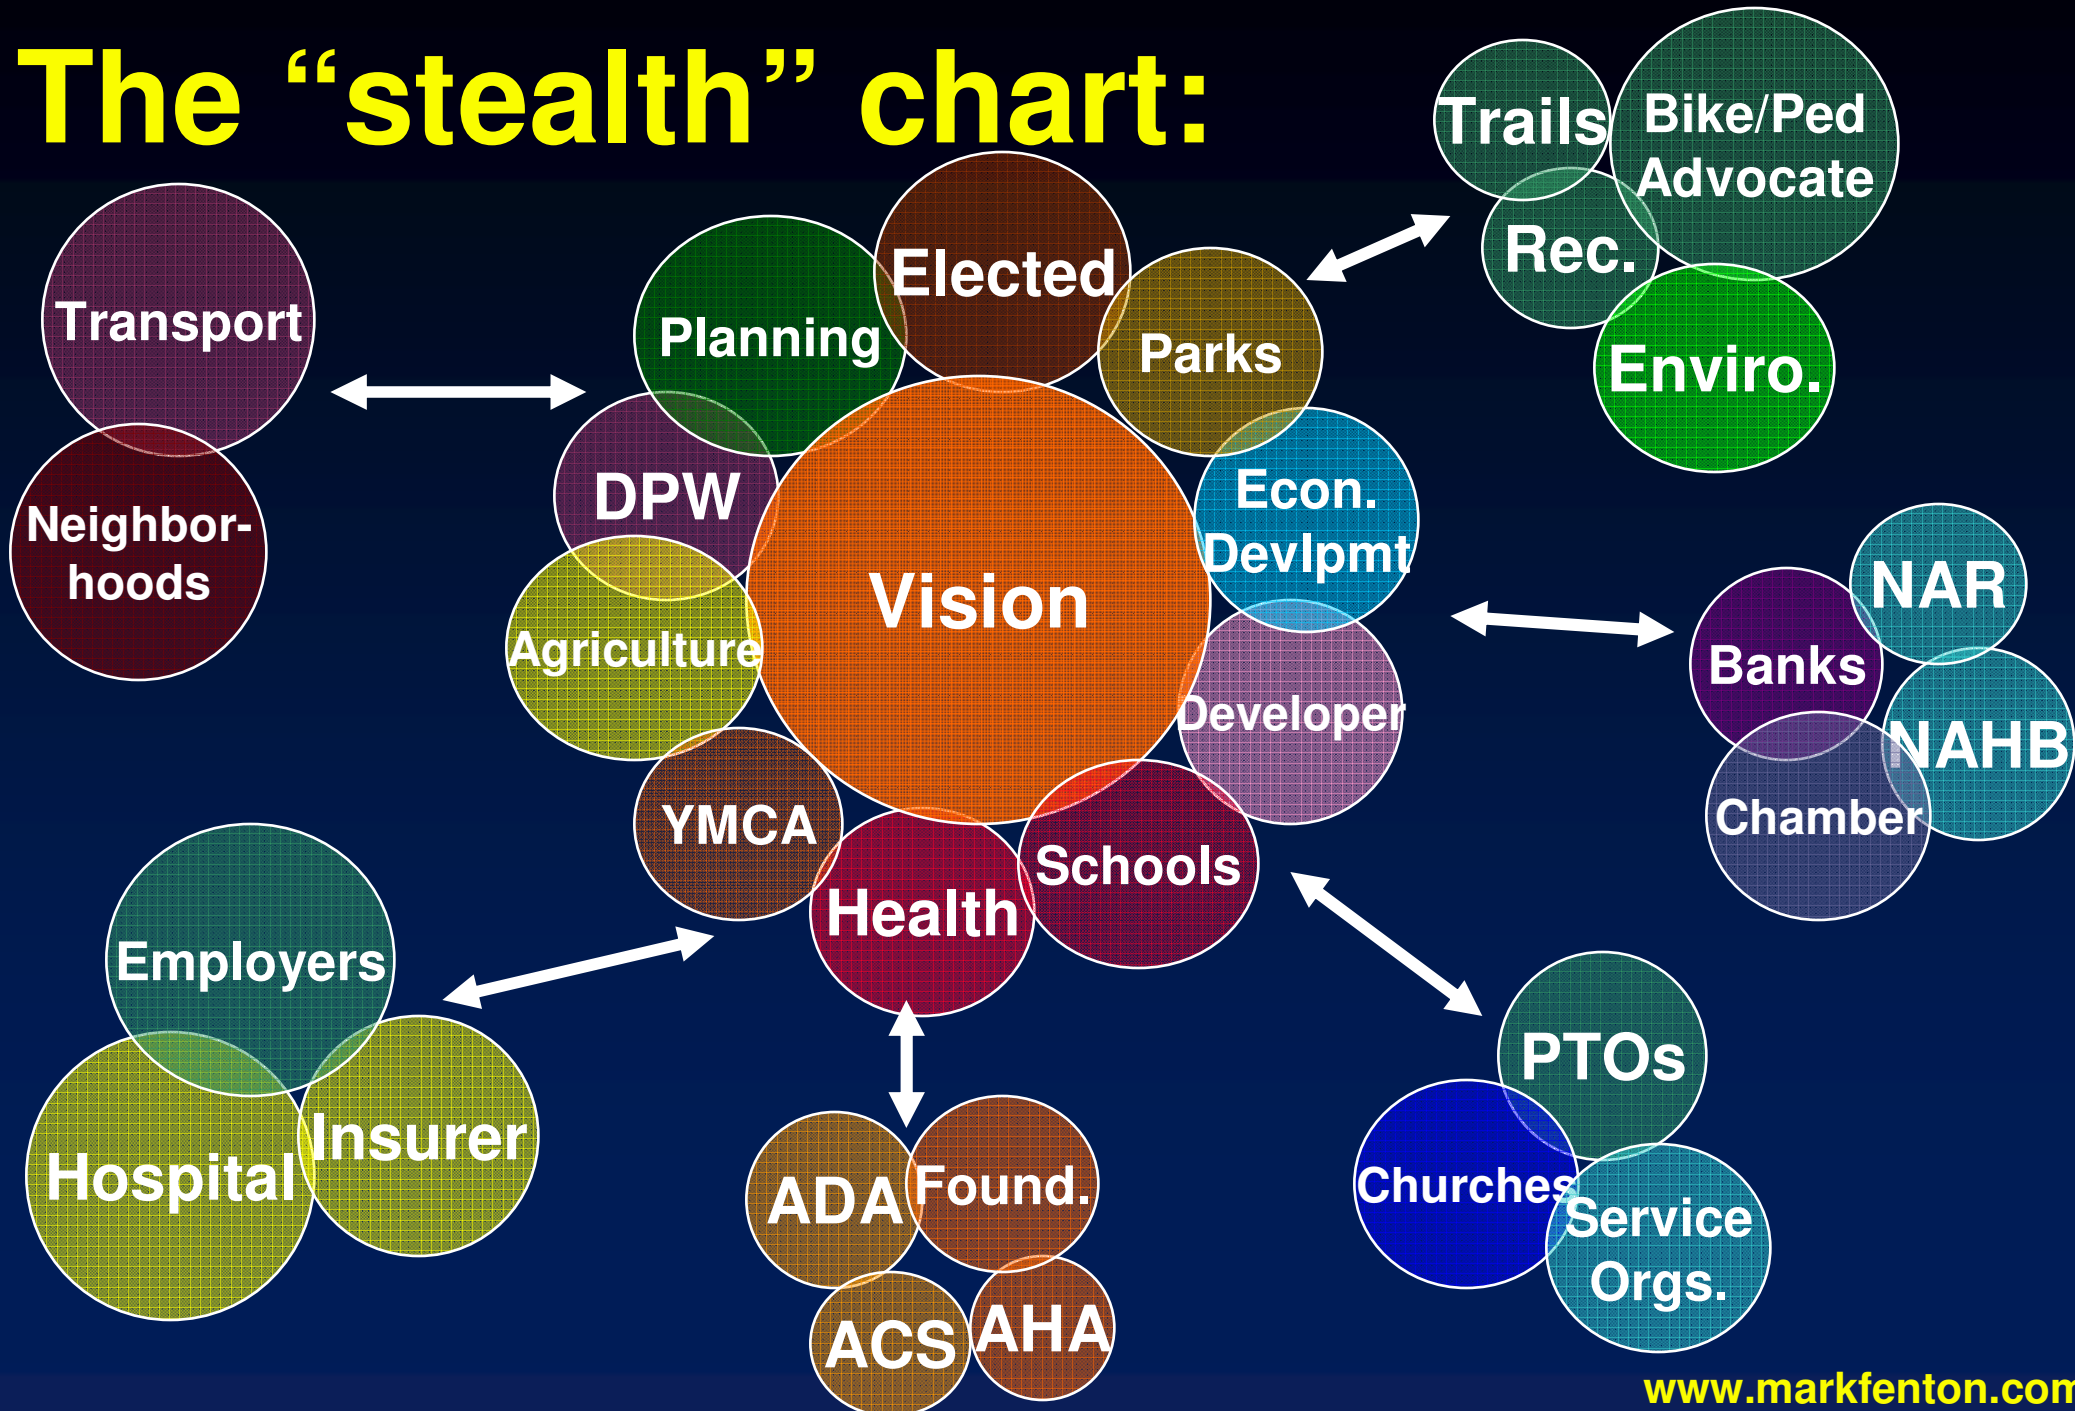 The “stealth” chart:
Trails
Bike/Ped
Advocate
Rec.
Enviro.
Transport
Neighbor-
hoods
Elected
Planning
Parks
DPW
Econ.
Devlpmt
Vision
Agriculture
Developer
YMCA
Schools
Health
NAR
Banks
NAHB
Chamber
Employers
Insurer
Hospital
ADA
Found.
ACS
AHA
PTOs
Churches
Service
Orgs.
www.markfenton.com